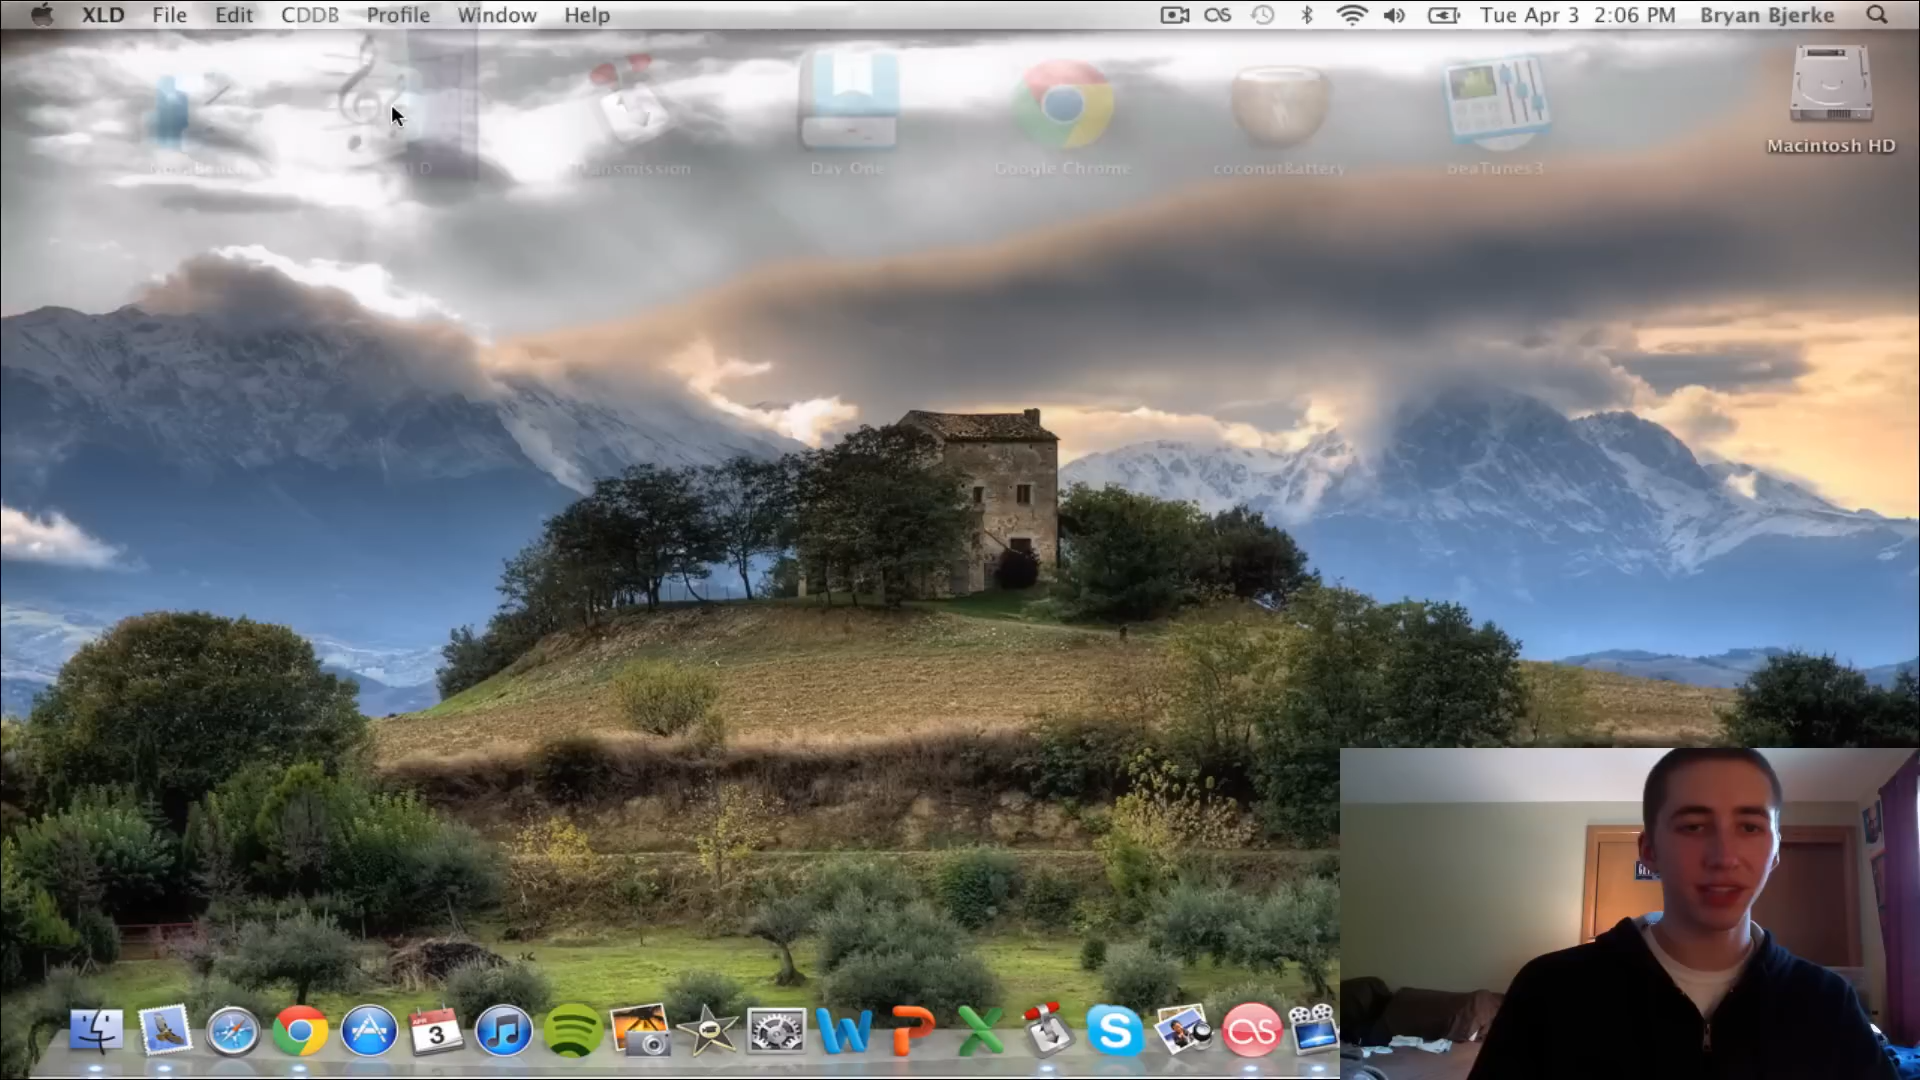 XLD File Edit CDDB Profile Window Help
Tue Apr 3 2:06 PM Bryan Bjerke
Transmission Day One Google Chrome coconutBattery beaTunes3
Macintosh HD
APR
3